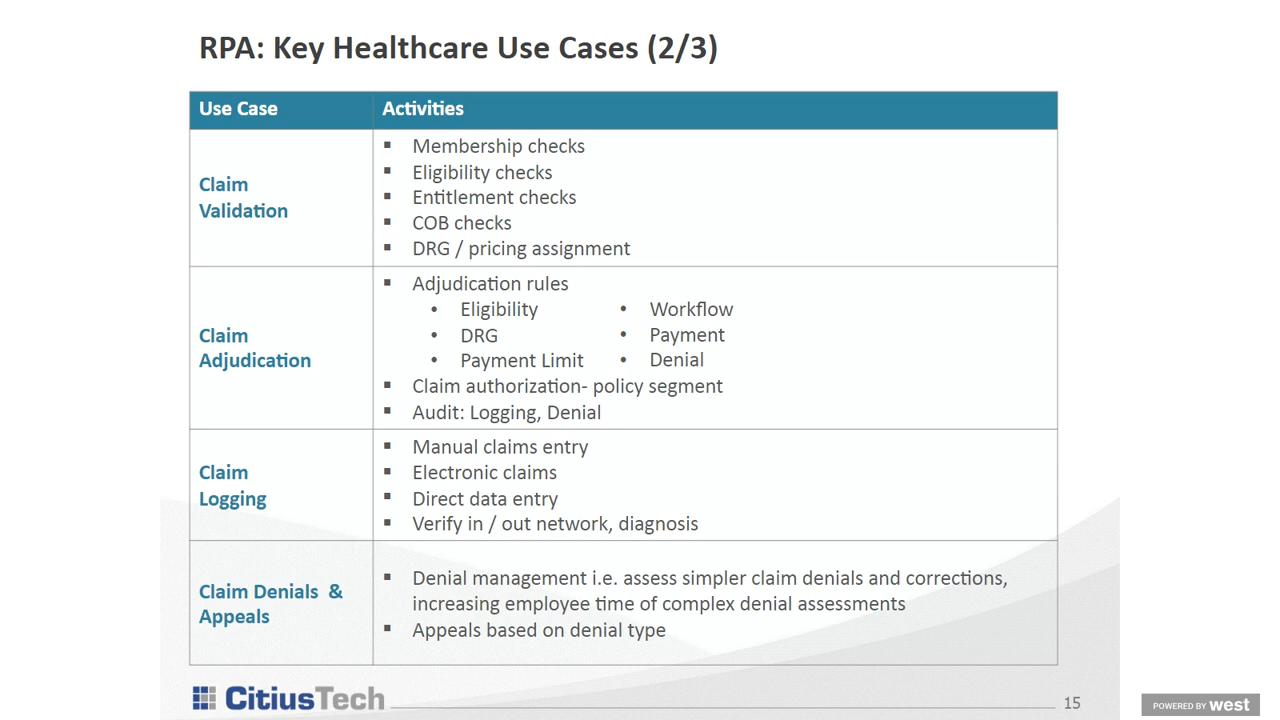 RPA: Key Healthcare Use Cases (2/3)
Use Case
Activities
Claim
Validation
▪ Membership checks
▪ Eligibility checks
▪ Entitlement checks
▪ COB checks
▪ DRG / pricing assignment
Claim
Adjudication
▪ Adjudication rules
• Eligibility
• DRG
• Payment Limit
• Workflow
• Payment
• Denial
▪ Claim authorization- policy segment
▪ Audit: Logging, Denial
Claim
Logging
▪ Manual claims entry
▪ Electronic claims
▪ Direct data entry
▪ Verify in / out network, diagnosis
Claim Denials &
Appeals
▪ Denial management i.e. assess simpler claim denials and corrections,
increasing employee time of complex denial assessments
▪ Appeals based on denial type
CitiusTech
15
POWERED BY west